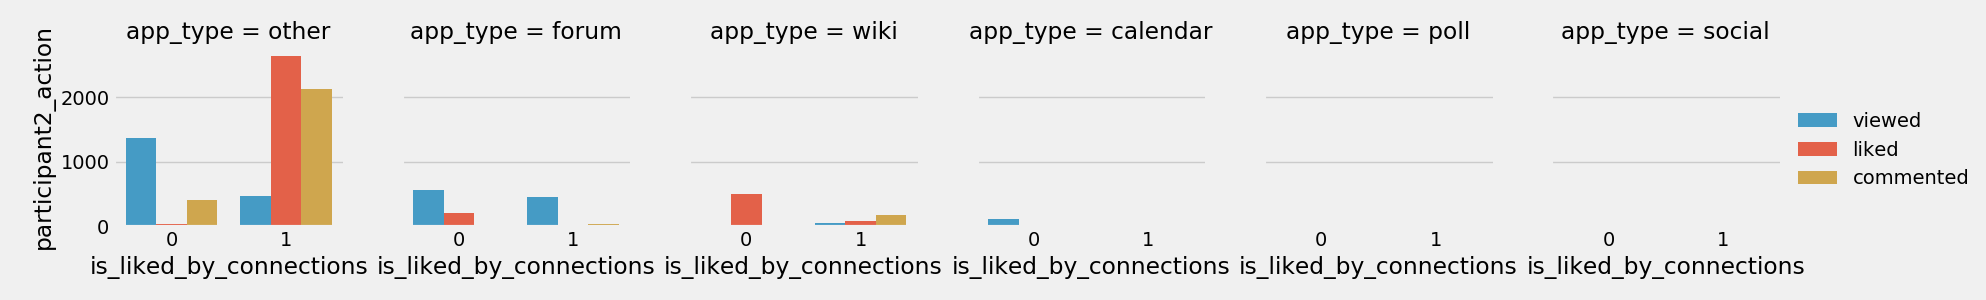 app_type = other
app_type = forum
app_type = wiki
app_type = calendar
app_type = poll
app_type = social
participant2_action
2000
1000
0
viewed
liked
commented
0 1
0 1
0 1
0 1
0 1
0 1
is_liked_by_connections
is_liked_by_connections
is_liked_by_connections
is_liked_by_connections
is_liked_by_connections
is_liked_by_connections